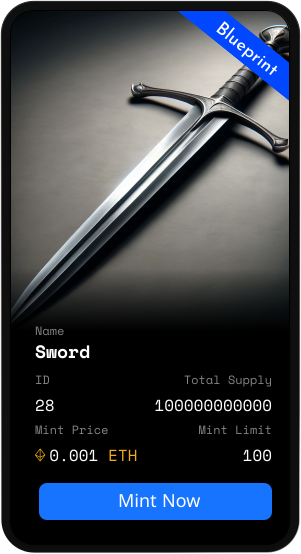 Blueprint
Name
Sword
ID Total Supply
28 100000000000
Mint Price Mint Limit
0.001 ETH 100
Mint Now